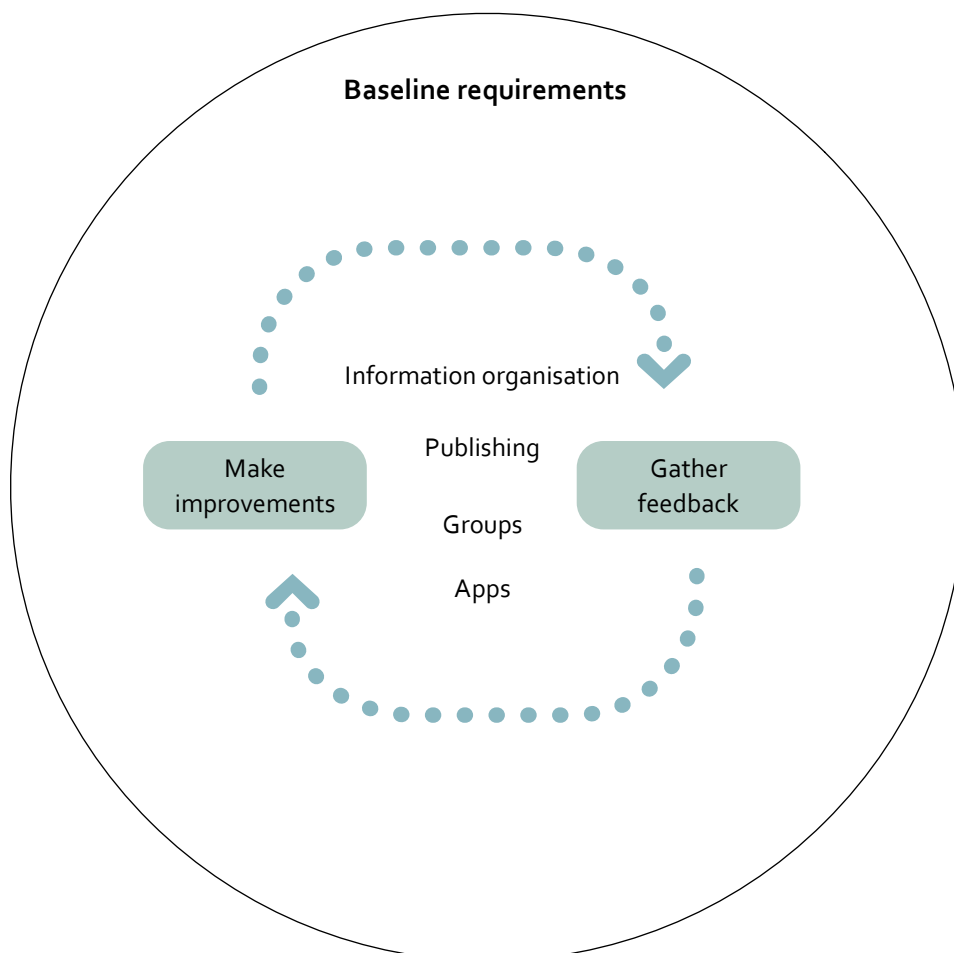 Baseline requirements
Information organisation
Publishing
Groups
Apps
Make
improvements
Gather
feedback